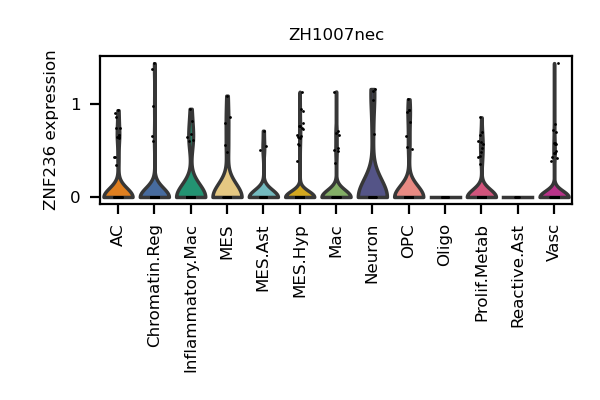 ZH1007nec
ZNF236 expression
1
0
AC
Chromatin.Reg
Inflammatory.Mac
MES
MES.Ast
MES.Hyp
Mac
Neuron
OPC
Oligo
Prolif.Metab
Reactive.Ast
Vasc